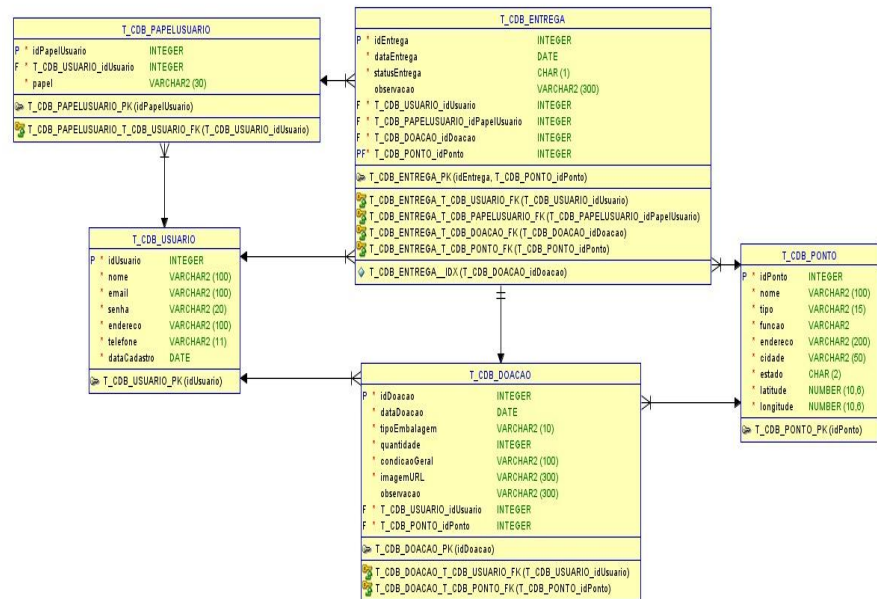 T_CDB_PAPELUSUARIO
P * idPapelUsuario INTEGER
F * T_CDB_USUARIO_idUsuario INTEGER
* papel VARCHAR2 (30)
T_CDB_PAPELUSUARIO_PK (idPapelUsuario)
T_CDB_PAPELUSUARIO_T_CDB_USUARIO_FK (T_CDB_USUARIO_idUsuario)
T_CDB_ENTREGA
P * idEntrega INTEGER
* dataEntrega DATE
* statusEntrega CHAR (1)
observacao VARCHAR2 (300)
F * T_CDB_USUARIO_idUsuario INTEGER
F * T_CDB_PAPELUSUARIO_idPapelUsuario INTEGER
F * T_CDB_DOACAO_idDoacao INTEGER
PF* T_CDB_PONTO_idPonto INTEGER
T_CDB_ENTREGA_PK (idEntrega, T_CDB_PONTO_idPonto)
T_CDB_ENTREGA_T_CDB_USUARIO_FK (T_CDB_USUARIO_idUsuario)
T_CDB_ENTREGA_T_CDB_PAPELUSUARIO_FK (T_CDB_PAPELUSUARIO_idPapelUsuario)
T_CDB_ENTREGA_T_CDB_DOACAO_FK (T_CDB_DOACAO_idDoacao)
T_CDB_ENTREGA_T_CDB_PONTO_FK (T_CDB_PONTO_idPonto)
T_CDB_ENTREGA__IDX (T_CDB_DOACAO_idDoacao)
T_CDB_USUARIO
P * idUsuario INTEGER
* nome VARCHAR2 (100)
* email VARCHAR2 (100)
* senha VARCHAR2 (20)
* endereco VARCHAR2 (100)
* telefone VARCHAR2 (11)
* dataCadastro DATE
T_CDB_USUARIO_PK (idUsuario)
T_CDB_PONTO
P * idPonto INTEGER
* nome VARCHAR2 (100)
* tipo VARCHAR2 (15)
* funcao VARCHAR2
* endereco VARCHAR2 (200)
* cidade VARCHAR2 (50)
* estado CHAR (2)
* latitude NUMBER (10,6)
* longitude NUMBER (10,6)
T_CDB_PONTO_PK (idPonto)
T_CDB_DOACAO
P * idDoacao INTEGER
* dataDoacao DATE
* tipoEmbalagem VARCHAR2 (10)
* quantidade INTEGER
* condicaoGeral VARCHAR2 (100)
* imagemURL VARCHAR2 (300)
observacao VARCHAR2 (300)
F * T_CDB_USUARIO_idUsuario INTEGER
F * T_CDB_PONTO_idPonto INTEGER
T_CDB_DOACAO_PK (idDoacao)
T_CDB_DOACAO_T_CDB_USUARIO_FK (T_CDB_USUARIO_idUsuario)
T_CDB_DOACAO_T_CDB_PONTO_FK (T_CDB_PONTO_idPonto)